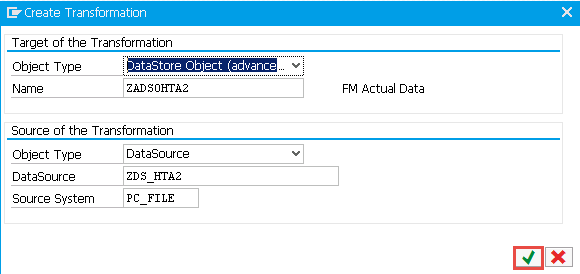 Create Transformation
Target of the Transformation
Object Type DataStore Object (advance...
Name ZADSOHTA2 FM Actual Data
Source of the Transformation
Object Type DataSource
DataSource ZDS_HTA2
Source System PC_FILE